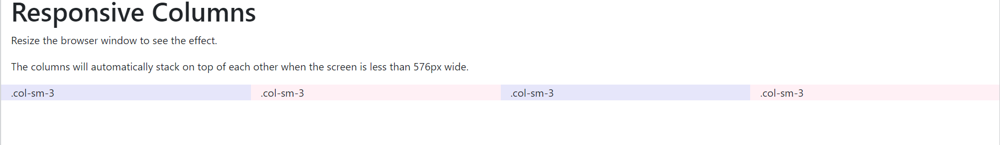 Responsive Columns
Resize the browser window to see the effect.
The columns will automatically stack on top of each other when the screen is less than 576px wide.
.col-sm-3 .col-sm-3 .col-sm-3 .col-sm-3